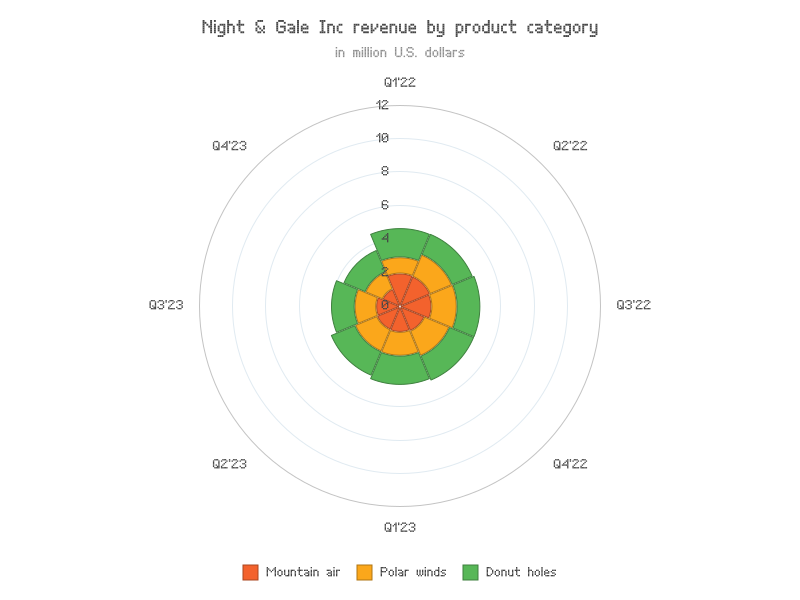 Night & Gale Inc revenue by product category
in million U.S. dollars
Q1'22
12
Q4'23
10
Q2'22
8
6
4
2
Q3'23
0
Q3'22
Q2'23
Q4'22
Q1'23
Mountain air
Polar winds
Donut holes